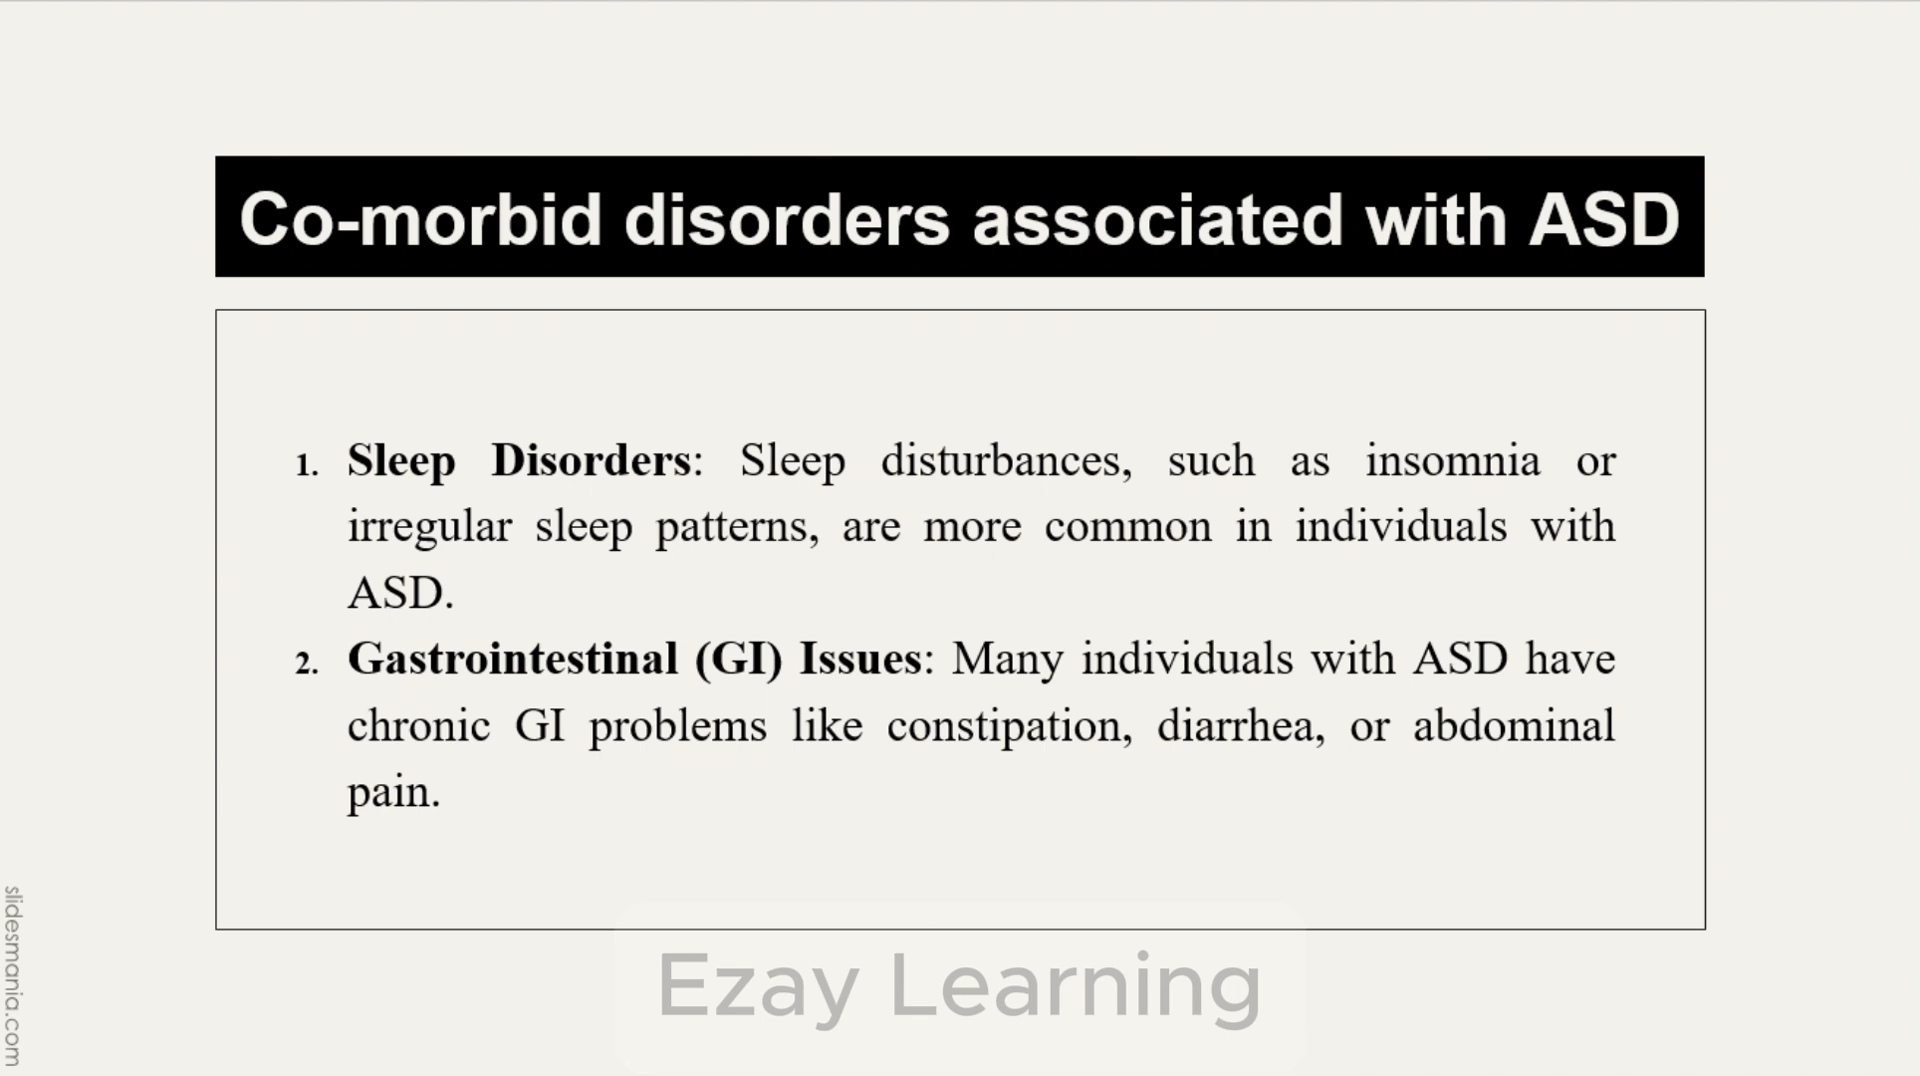 Co-morbid disorders associated with ASD
1. Sleep Disorders: Sleep disturbances, such as insomnia or
irregular sleep patterns, are more common in individuals with
ASD.
2. Gastrointestinal (GI) Issues: Many individuals with ASD have
chronic GI problems like constipation, diarrhea, or abdominal
pain.
Ezay Learning
slidesmania.com